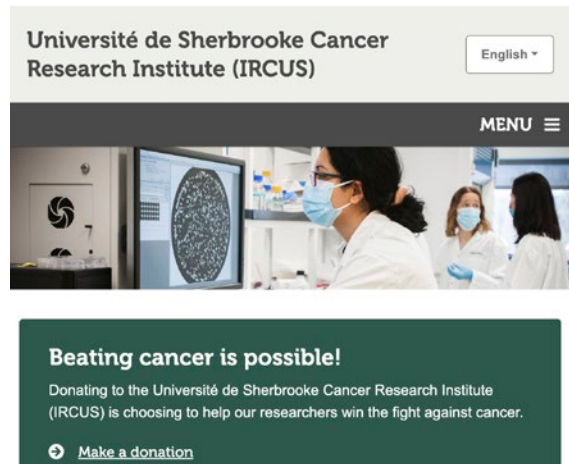 Université de Sherbrooke Cancer
Research Institute (IRCUS)
English
MENU
Beating cancer is possible!
Donating to the Université de Sherbrooke Cancer Research Institute
(IRCUS) is choosing to help our researchers win the fight against cancer.
Make a donation